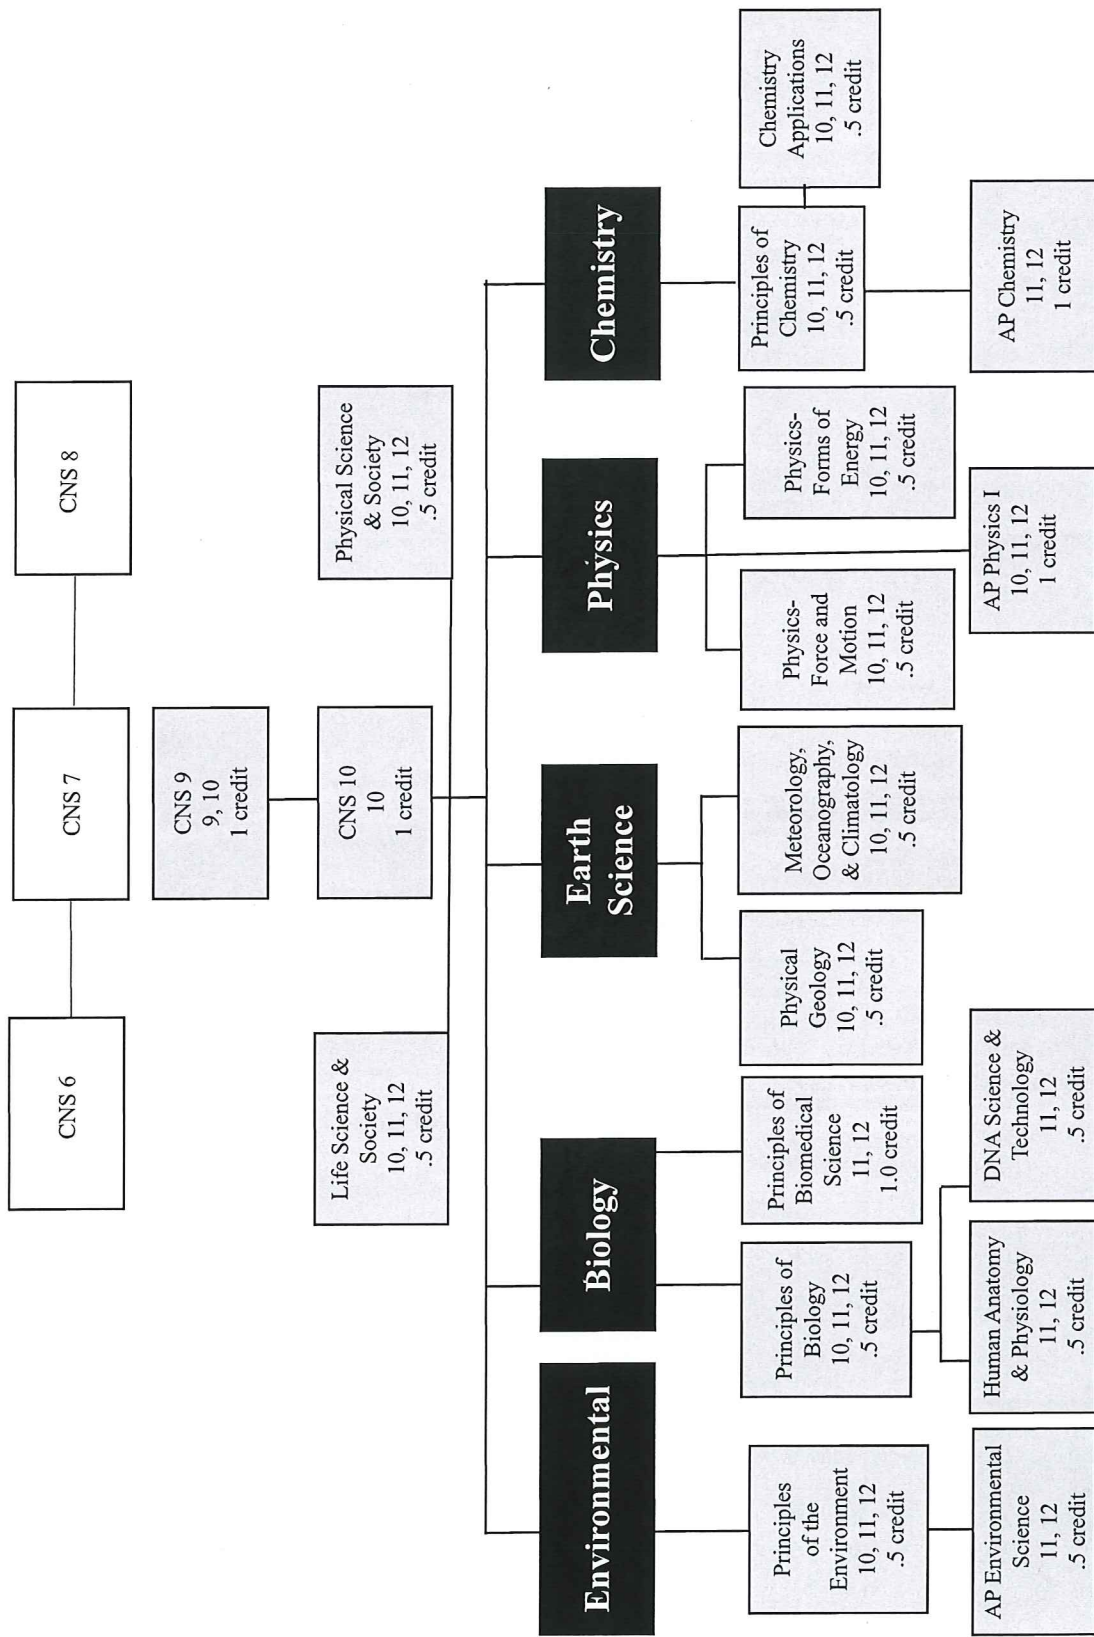 CNS 6
CNS 7
CNS 8
CNS 9
9, 10
1 credit
Life Science &
Society
10, 11, 12
.5 credit
CNS 10
10
1 credit
Physical Science
& Society
10, 11, 12
.5 credit
Environmental
Biology
Earth
Science
Physics
Chemistry
Principles
of the
Environment
10, 11, 12
.5 credit
Principles of
Biology
10, 11, 12
.5 credit
Principles of
Biomedical
Science
11, 12
1.0 credit
Physical
Geology
10, 11, 12
.5 credit
Meteorology,
Oceanography,
& Climatology
10, 11, 12
.5 credit
Physics-
Force and
Motion
10, 11, 12
.5 credit
Physics-
Forms of
Energy
10, 11, 12
.5 credit
Principles of
Chemistry
10, 11, 12
.5 credit
Chemistry
Applications
10, 11, 12
.5 credit
AP Environmental
Science
11, 12
.5 credit
Human Anatomy
& Physiology
11, 12
.5 credit
DNA Science &
Technology
11, 12
.5 credit
AP Physics I
10, 11, 12
1 credit
AP Chemistry
11, 12
1 credit